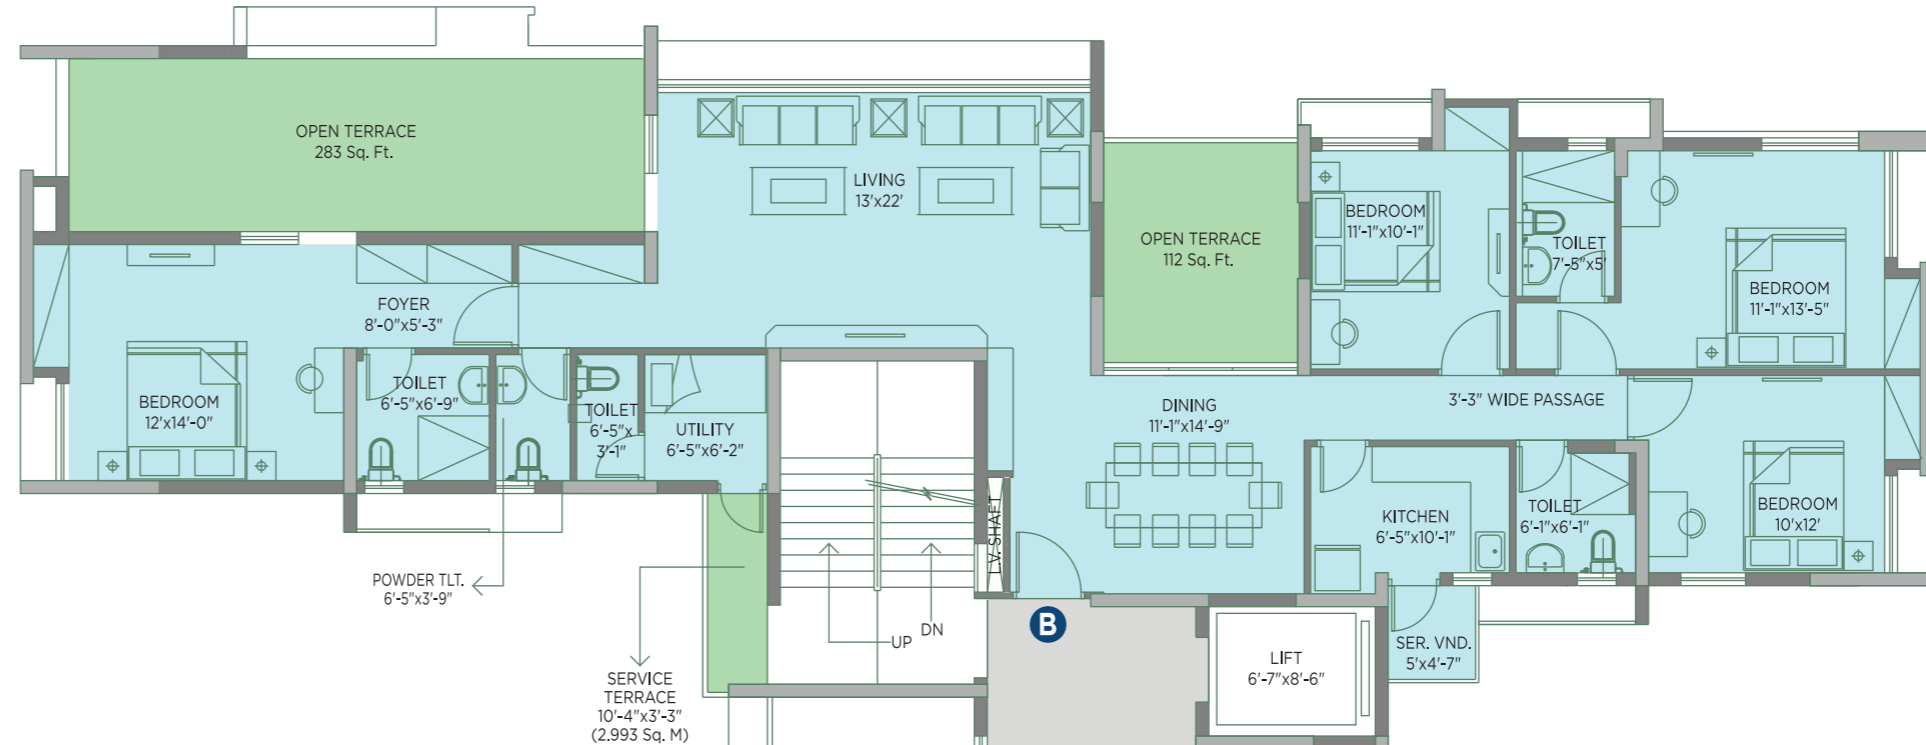 OPEN TERRACE
283 Sq. Ft.
LIVING
13'x22'
OPEN TERRACE
112 Sq. Ft.
BEDROOM
11'-1"x10'-1"
TOILET
7'-5"x5'
BEDROOM
11'-1"x13'-5"
FOYER
8'-0"x5'-3"
BEDROOM
12'x14'-0"
TOILET
6'-5"x6'-9"
TOILET
6'-5"x
3'-1"
UTILITY
6'-5"x6'-2"
DINING
11'-1"x14'-9"
3'-3" WIDE PASSAGE
L.V. SHAFT
KITCHEN
6'-5"x10'-1"
TOILET
6'-1"x6'-1"
BEDROOM
10'x12'
POWDER TLT.
6'-5"x3'-9"
UP
DN
B
SER. VND.
5'x4'-7"
LIFT
6'-7"x8'-6"
SERVICE
TERRACE
10'-4"x3'-3"
(2.993 Sq. M)